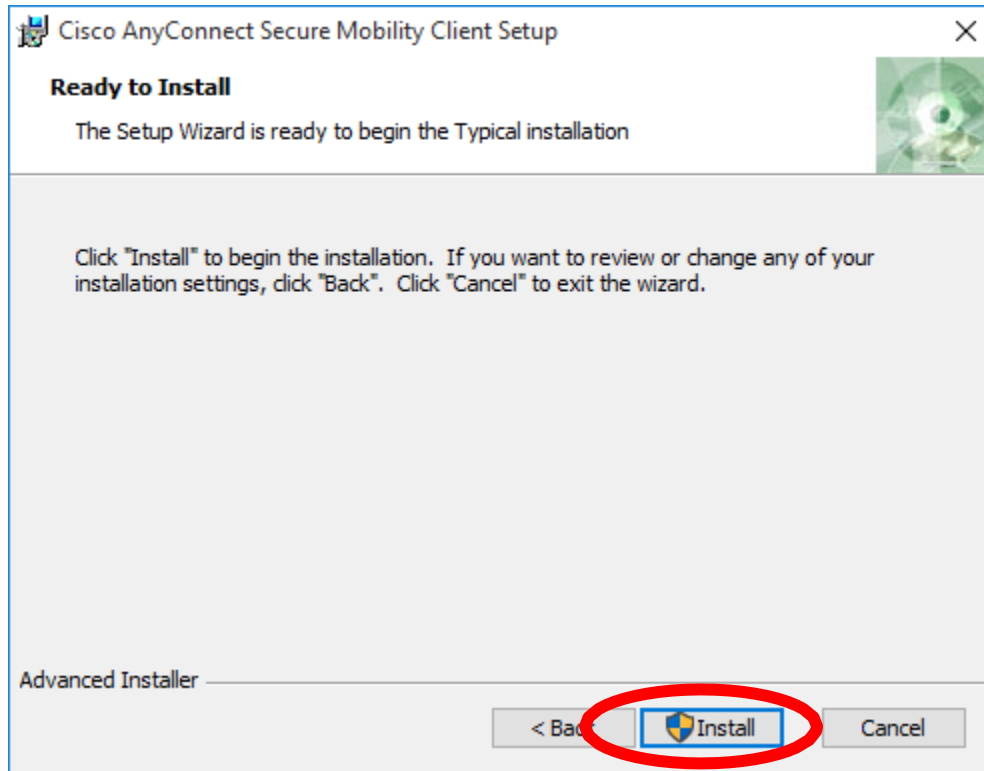 Cisco AnyConnect Secure Mobility Client Setup
Ready to Install
The Setup Wizard is ready to begin the Typical installation
Click "Install" to begin the installation. If you want to review or change any of your
installation settings, click "Back". Click "Cancel" to exit the wizard.
Advanced Installer
< Back Install Cancel